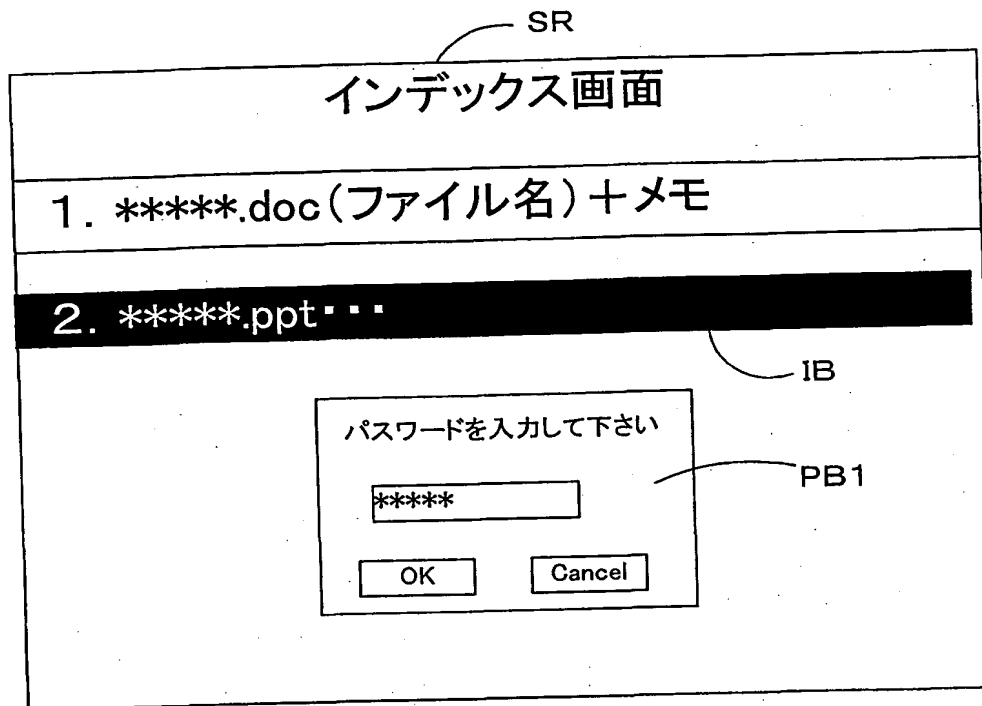 SR
インデックス画面
1. *****.doc(ファイル名)+メモ
2. *****.ppt・・・
IB
パスワードを入力して下さい
PB1
*****
OK
Cancel